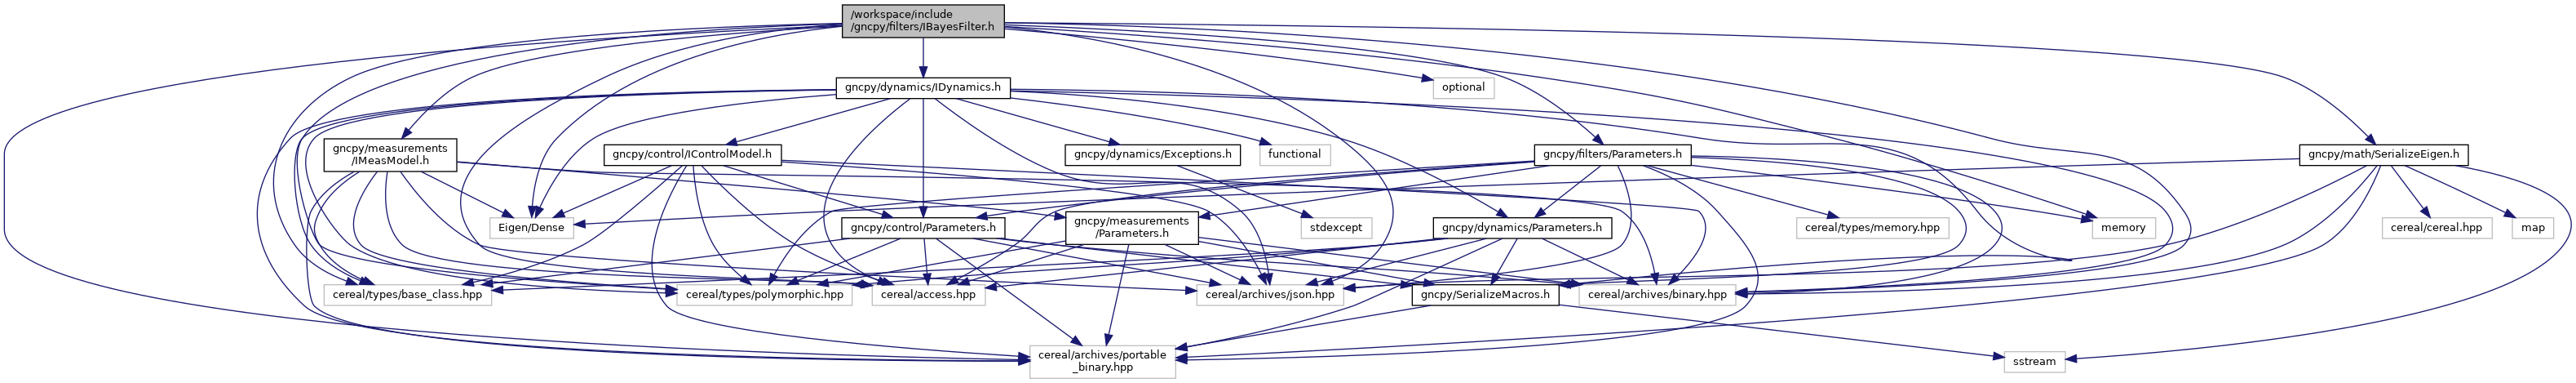 /workspace/include
/gncpy/filters/IBayesFilter.h
gncpy/dynamics/IDynamics.h
optional
gncpy/measurements
/IMeasModel.h
gncpy/control/IControlModel.h
gncpy/dynamics/Exceptions.h
functional
gncpy/filters/Parameters.h
gncpy/math/SerializeEigen.h
Eigen/Dense
gncpy/control/Parameters.h
gncpy/measurements
/Parameters.h
stdexcept
gncpy/dynamics/Parameters.h
cereal/types/memory.hpp
memory
cereal/cereal.hpp
map
cereal/types/base_class.hpp
cereal/types/polymorphic.hpp
cereal/access.hpp
cereal/archives/json.hpp
gncpy/SerializeMacros.h
cereal/archives/binary.hpp
cereal/archives/portable
_binary.hpp
sstream